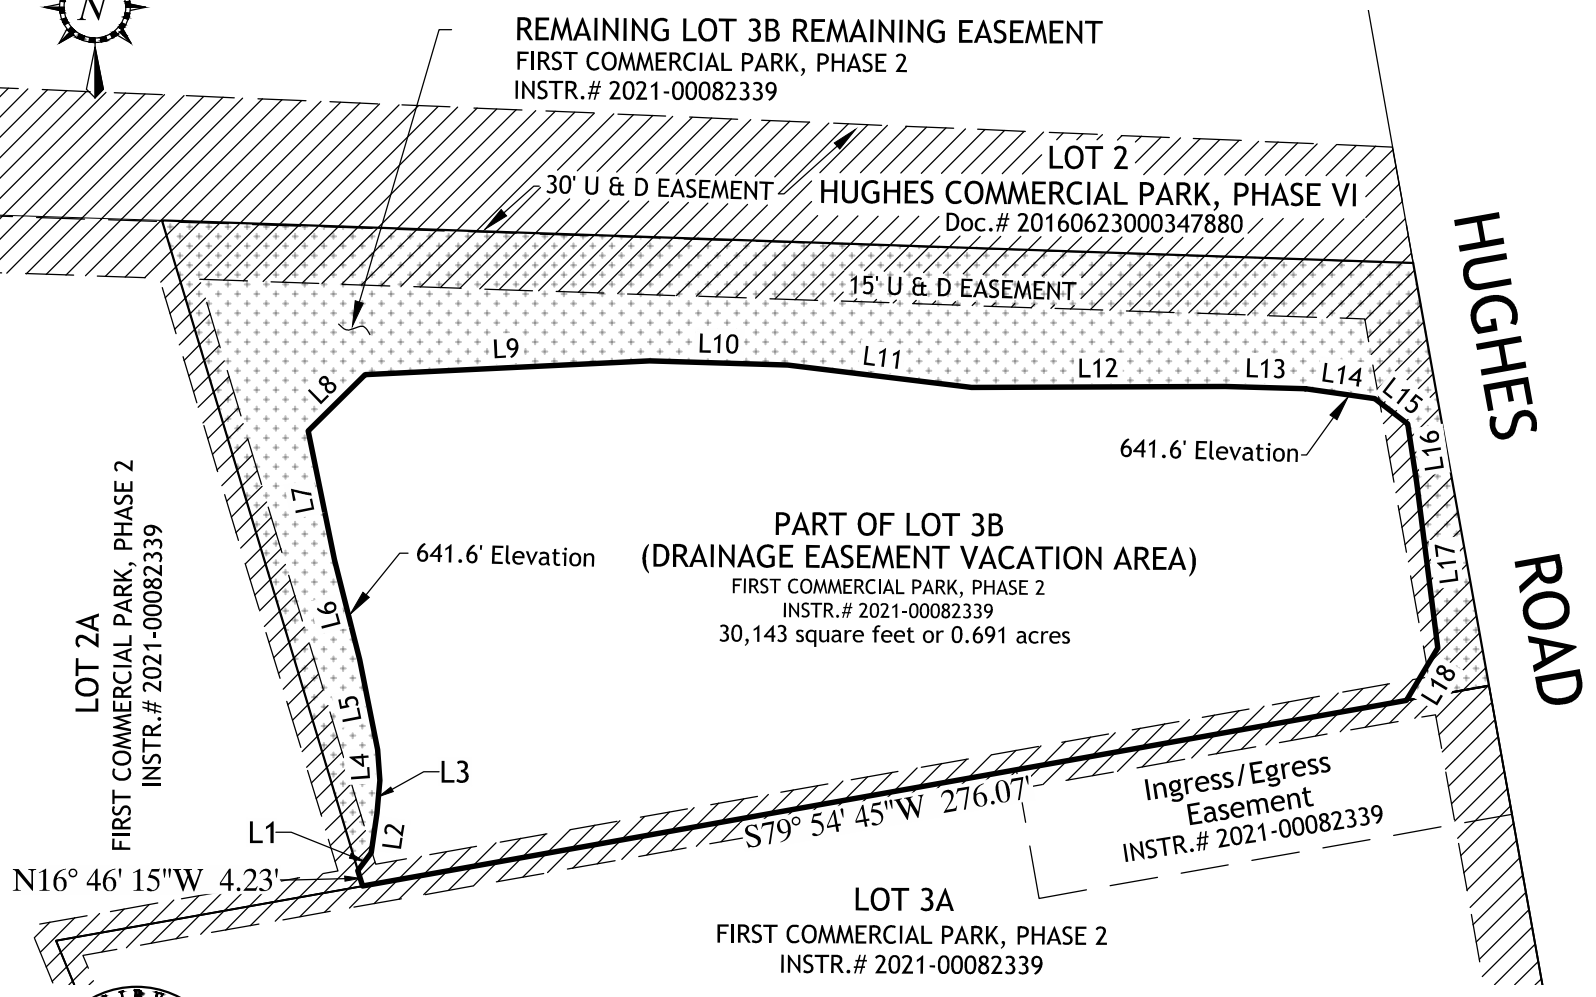 N
REMAINING LOT 3B REMAINING EASEMENT
FIRST COMMERCIAL PARK, PHASE 2
INSTR.# 2021-00082339
LOT 2
HUGHES COMMERCIAL PARK, PHASE VI
Doc.# 20160623000347880
30' U & D EASEMENT
15' U & D EASEMENT
HUGHES
ROAD
L8
L9
L10
L11
L12
L13
L14
L15
L16
L17
L18
641.6' Elevation
L7
L6
L5
L4
L3
L2
L1
641.6' Elevation
PART OF LOT 3B
(DRAINAGE EASEMENT VACATION AREA)
FIRST COMMERCIAL PARK, PHASE 2
INSTR.# 2021-00082339
30,143 square feet or 0.691 acres
LOT 2A
FIRST COMMERCIAL PARK, PHASE 2
INSTR.# 2021-00082339
N16° 46' 15"W 4.23'
S79° 54' 45"W 276.07'
Ingress/Egress
Easement
INSTR.# 2021-00082339
LOT 3A
FIRST COMMERCIAL PARK, PHASE 2
INSTR.# 2021-00082339